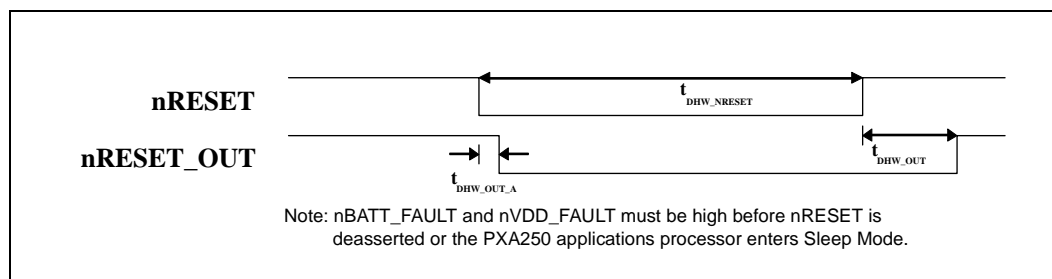 nRESET
t DHW_NRESET
nRESET_OUT
t DHW_OUT
t DHW_OUT_A
Note: nBATT_FAULT and nVDD_FAULT must be high before nRESET is
deasserted or the PXA250 applications processor enters Sleep Mode.